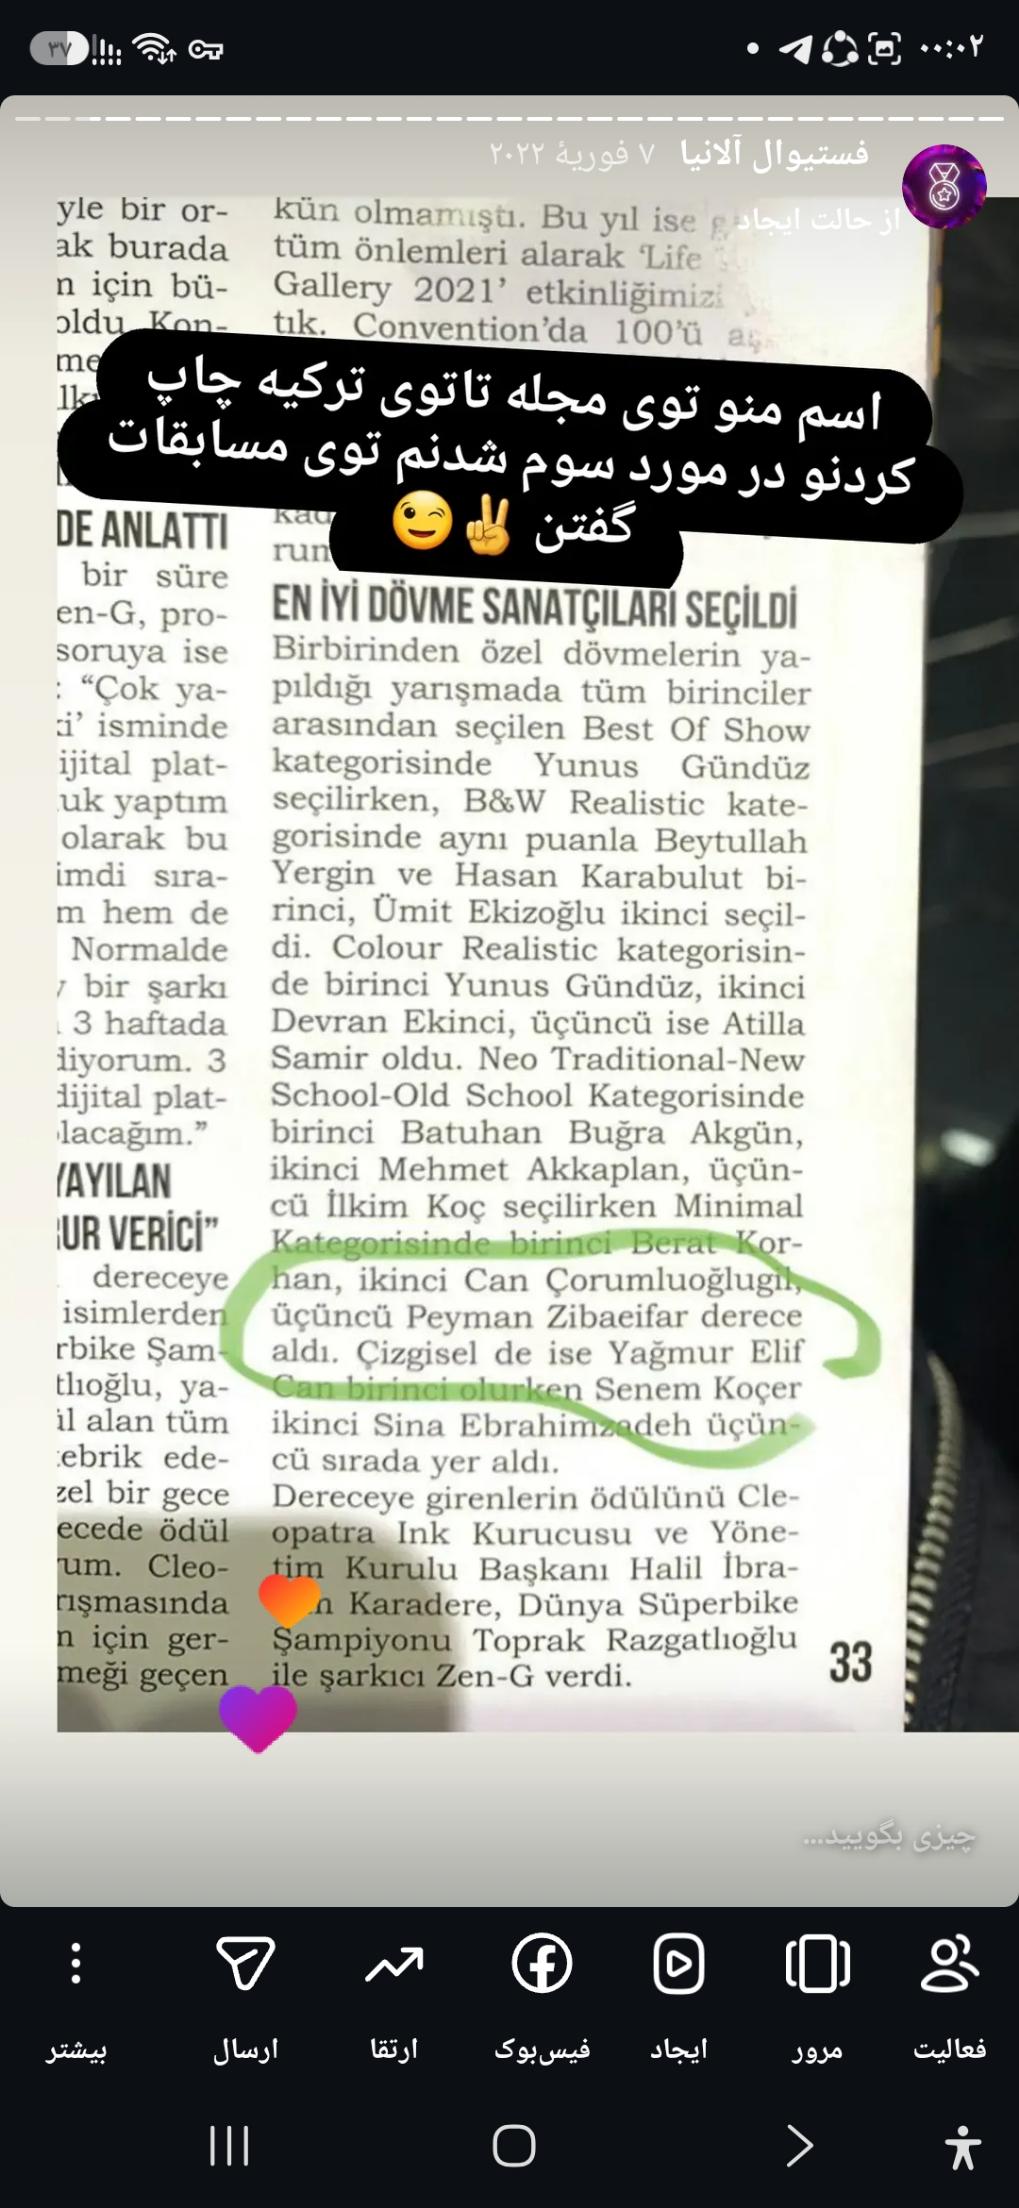 ۰۰:۰۲
۳۷
فستیوال آلانیا ۷ فوریهٔ ۲۰۲۲
از حالت ایجاد
اسم منو توی مجله تاتوی ترکیه چاپ
کردنو در مورد سوم شدنم توی مسابقات
گفتن ✌️😉
yle bir or-
ak burada
n için bü-
oldu. Kon-
me
lk
DE ANLATTI
bir süre
en-G, pro-
soruya ise
: “Çok ya-
ki’ isminde
ijital plat-
uk yaptım
olarak bu
imdi sıra-
m hem de
Normalde
bir şarkı
3 haftada
diyorum. 3
dijital plat-
lacağım.”
YAYILAN
UR VERİCİ”
dereceye
isimlerden
rbike Şam-
tlıoğlu, ya-
ül alan tüm
ebrik ede-
zel bir gece
ecede ödül
rum. Cleo-
rışmasında
n için ger-
meği geçen
kün olmamıştı. Bu yıl ise
tüm önlemleri alarak ‘Life
Gallery 2021’ etkinliğimizi
tık. Convention’da 100’ü aş
kad
run
EN İYİ DÖVME SANATÇILARI SEÇİLDİ
Birbirinden özel dövmelerin ya-
pıldığı yarışmada tüm birinciler
arasından seçilen Best Of Show
kategorisinde Yunus Gündüz
seçilirken, B&W Realistic kate-
gorisinde aynı puanla Beytullah
Yergin ve Hasan Karabulut bi-
rinci, Ümit Ekizoğlu ikinci seçil-
di. Colour Realistic kategorisin-
de birinci Yunus Gündüz, ikinci
Devran Ekinci, üçüncü ise Atilla
Samir oldu. Neo Traditional-New
School-Old School Kategorisinde
birinci Batuhan Buğra Akgün,
ikinci Mehmet Akkaplan, üçün-
cü İlkim Koç seçilirken Minimal
Kategorisinde birinci Berat Kor-
han, ikinci Can Çorumluoğlugil,
üçüncü Peyman Zibaeifar derece
aldı. Çizgisel de ise Yağmur Elif
Can birinci olurken Senem Koçer
ikinci Sina Ebrahimzadeh üçün-
cü sırada yer aldı.
Dereceye girenlerin ödülünü Cle-
opatra Ink Kurucusu ve Yöne-
tim Kurulu Başkanı Halil İbra-
m Karadere, Dünya Süperbike
Şampiyonu Toprak Razgatlıoğlu
ile şarkıcı Zen-G verdi.
33
چیزی بگویید...
فعالیت
مرور
ایجاد
فیس‌بوک
ارتقا
ارسال
بیشتر